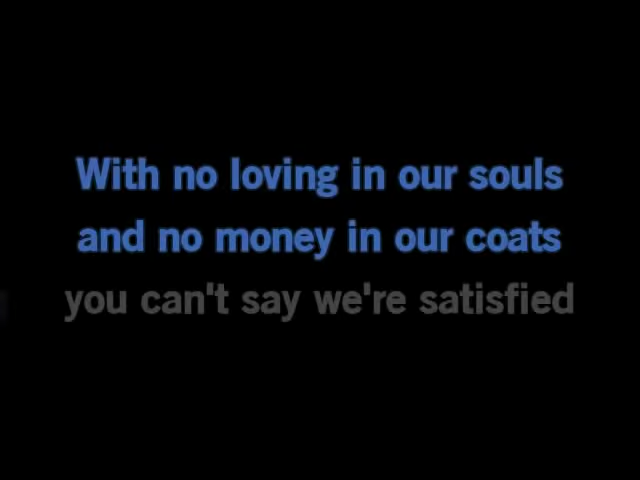 With no loving in our souls
and no money in our coats
you can't say we're satisfied